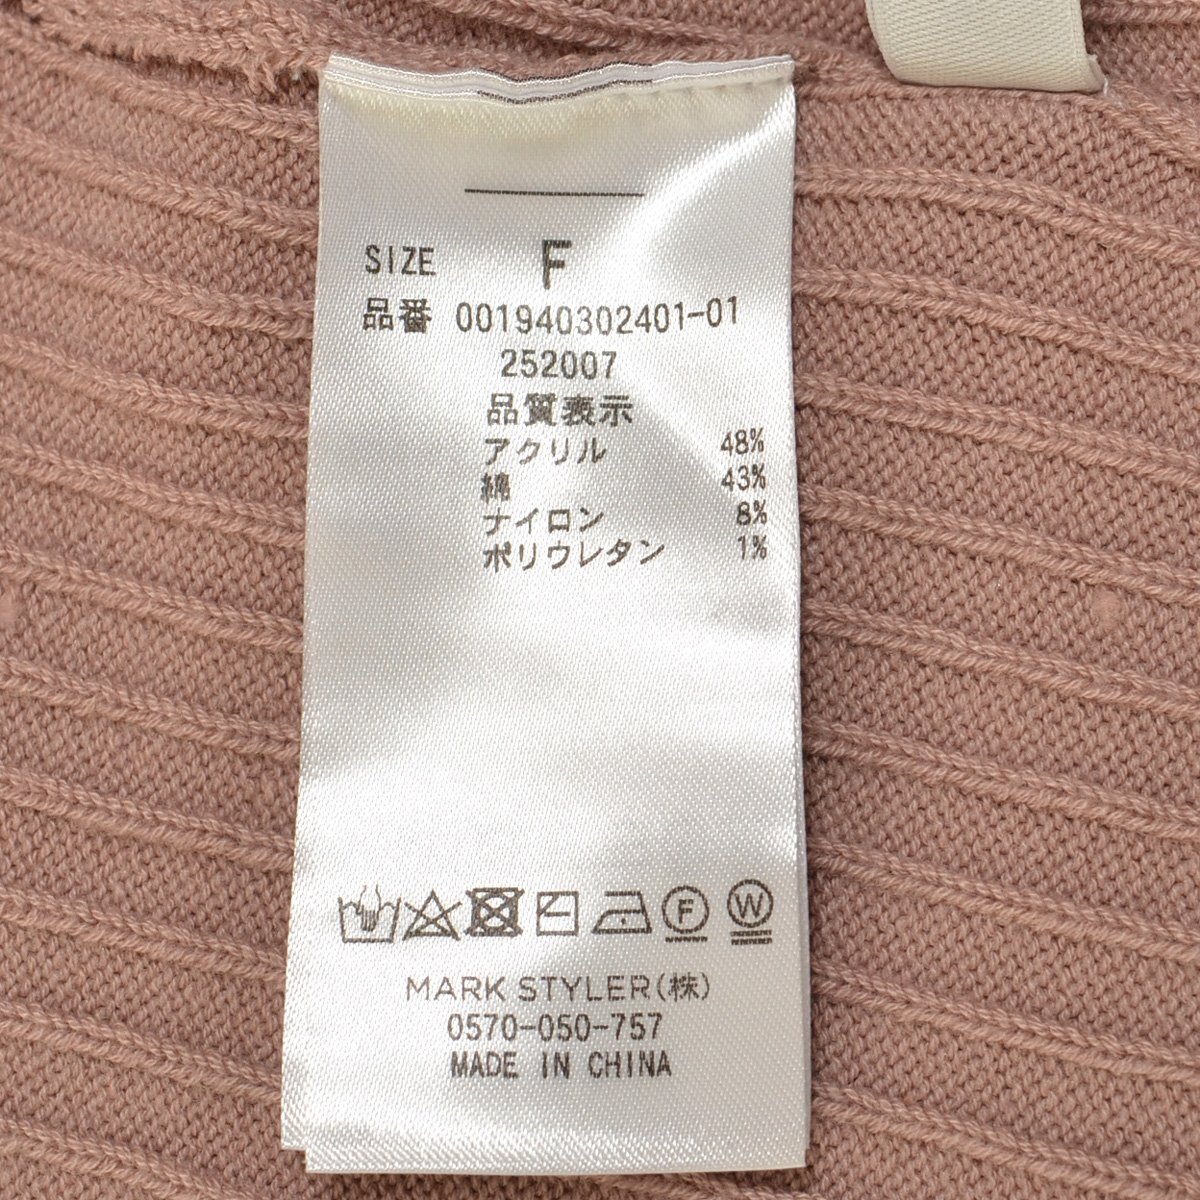 SIZE F
品番 001940302401-01
252007
品質表示
アクリル 48%
綿 43%
ナイロン 8%
ポリウレタン 1%
F W
MARK STYLER(株)
0570-050-757
MADE IN CHINA